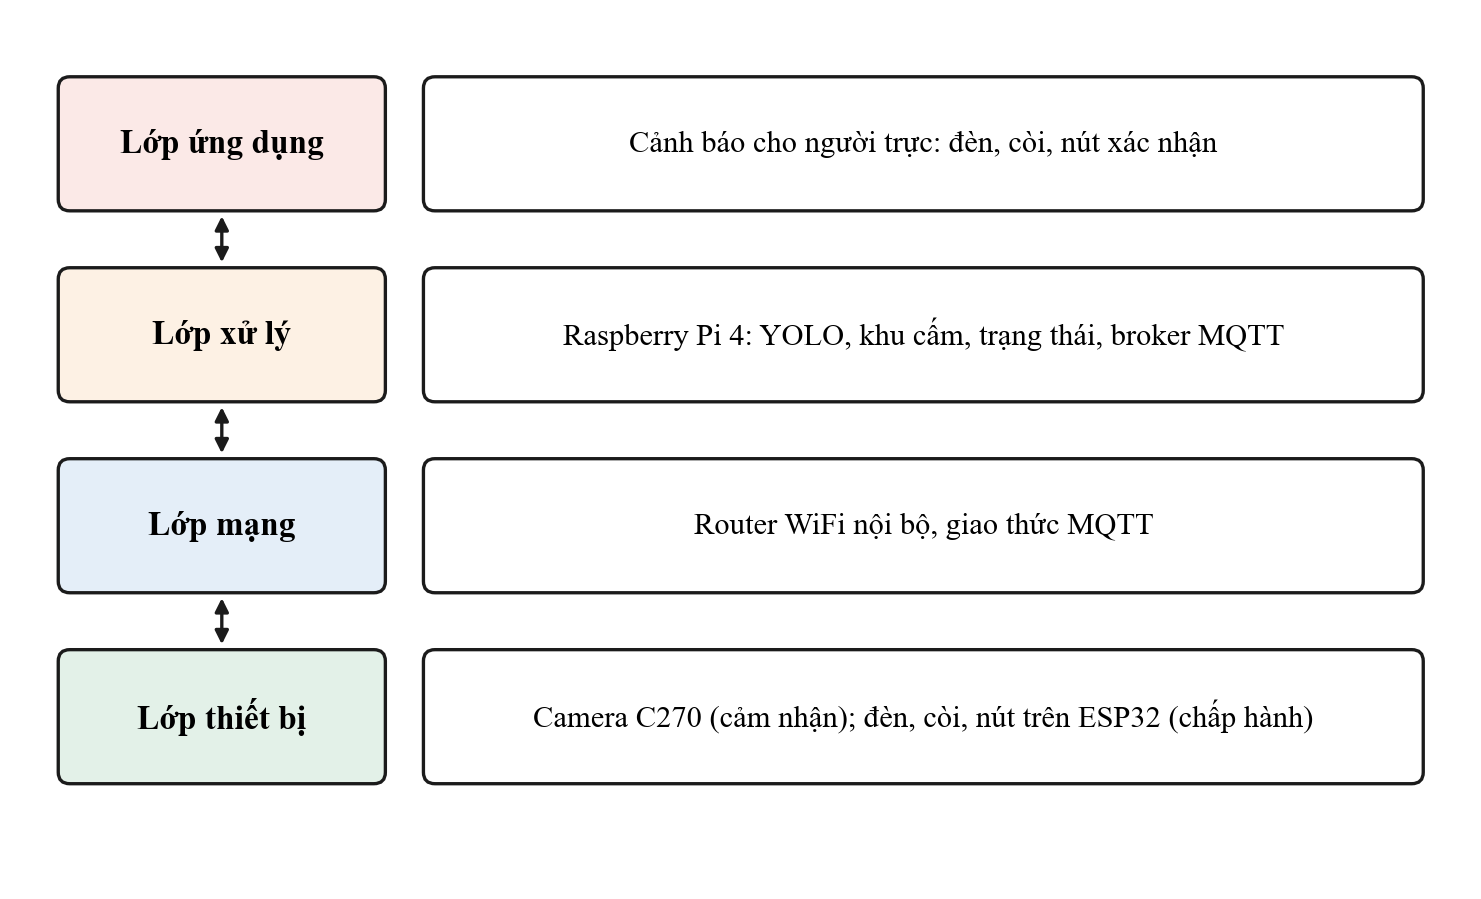 Lớp ứng dụng
Cảnh báo cho người trực: đèn, còi, nút xác nhận
Lớp xử lý
Raspberry Pi 4: YOLO, khu cấm, trạng thái, broker MQTT
Lớp mạng
Router WiFi nội bộ, giao thức MQTT
Lớp thiết bị
Camera C270 (cảm nhận); đèn, còi, nút trên ESP32 (chấp hành)